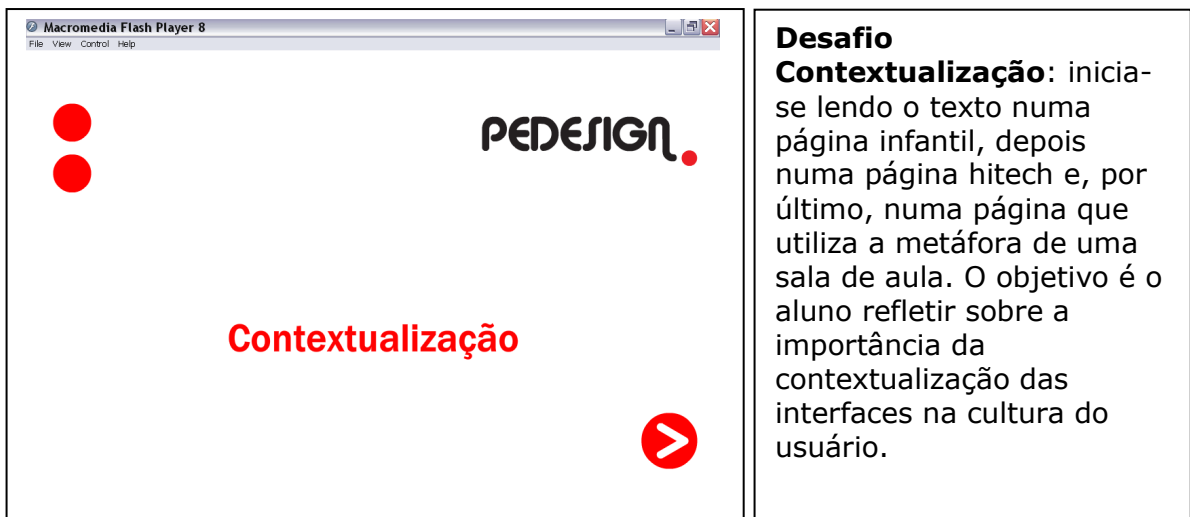 Macromedia Flash Player 8
File View Control Help
PEDESIGN.
Contextualização
Desafio
Contextualização: inicia-
se lendo o texto numa
página infantil, depois
numa página hitech e, por
último, numa página que
utiliza a metáfora de uma
sala de aula. O objetivo é o
aluno refletir sobre a
importância da
contextualização das
interfaces na cultura do
usuário.